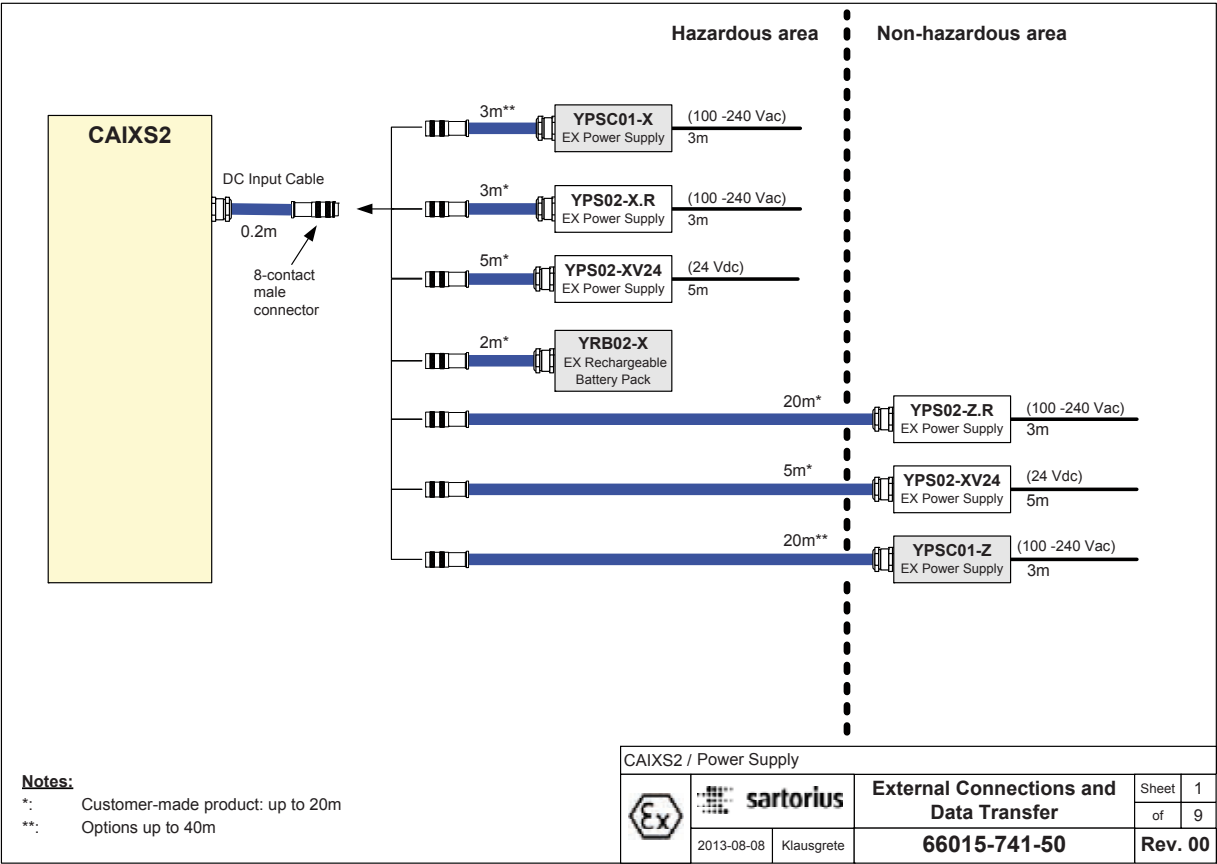 Hazardous area
Non-hazardous area
CAIXS2
DC Input Cable
0.2m
8-contact
male
connector
3m**
YPSC01-X
EX Power Supply
(100 -240 Vac)
3m
3m*
YPS02-X.R
EX Power Supply
(100 -240 Vac)
3m
5m*
YPS02-XV24
EX Power Supply
(24 Vdc)
5m
2m*
YRB02-X
EX Rechargeable
Battery Pack
20m*
YPS02-Z.R
EX Power Supply
(100 -240 Vac)
3m
5m*
YPS02-XV24
EX Power Supply
(24 Vdc)
5m
20m**
YPSC01-Z
EX Power Supply
(100 -240 Vac)
3m
Notes:
*: Customer-made product: up to 20m
**: Options up to 40m
CAIXS2 / Power Supply
Ex
sartorius
2013-08-08
Klausgrete
External Connections and
Data Transfer
66015-741-50
Sheet 1
of 9
Rev. 00